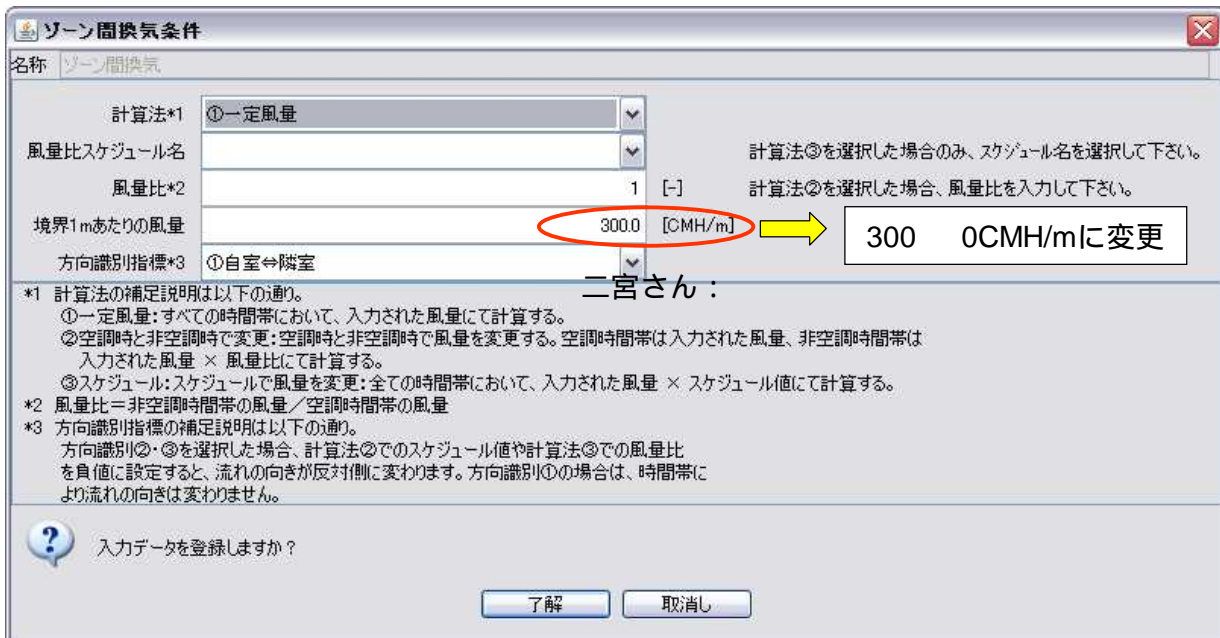 ゾーン間換気条件
名称 ゾーン間換気
計算法*1 ①一定風量
風量比スケジュール名 計算法③を選択した場合のみ、スケジュール名を選択して下さい。
風量比*2 1 [-] 計算法②を選択した場合、風量比を入力して下さい。
境界1mあたりの風量 300.0 [CMH/m] 300 0CMH/mに変更
方向識別指標*3 ①自室⇔隣室
二宮さん：
*1 計算法の補足説明は以下の通り。
①一定風量:すべての時間帯において、入力された風量にて計算する。
②空調時と非空調時で変更:空調時と非空調時で風量を変更する。空調時間帯は入力された風量、非空調時間帯は
入力された風量 × 風量比にて計算する。
③スケジュール:スケジュールで風量を変更:全ての時間帯において、入力された風量 × スケジュール値にて計算する。
*2 風量比＝非空調時間帯の風量／空調時間帯の風量
*3 方向識別指標の補足説明は以下の通り。
方向識別②・③を選択した場合、計算法②でのスケジュール値や計算法③での風量比
を負値に設定すると、流れの向きが反対側に変わります。方向識別①の場合は、時間帯に
より流れの向きは変わりません。
入力データを登録しますか？
了解 取消し